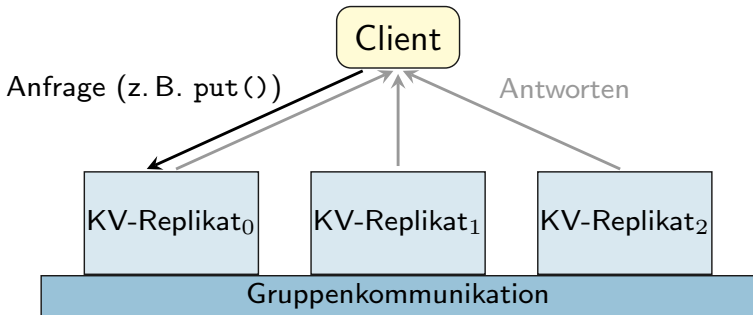 Client
Anfrage (z. B. put())
Antworten
KV-Replikat₀
KV-Replikat₁
KV-Replikat₂
Gruppenkommunikation